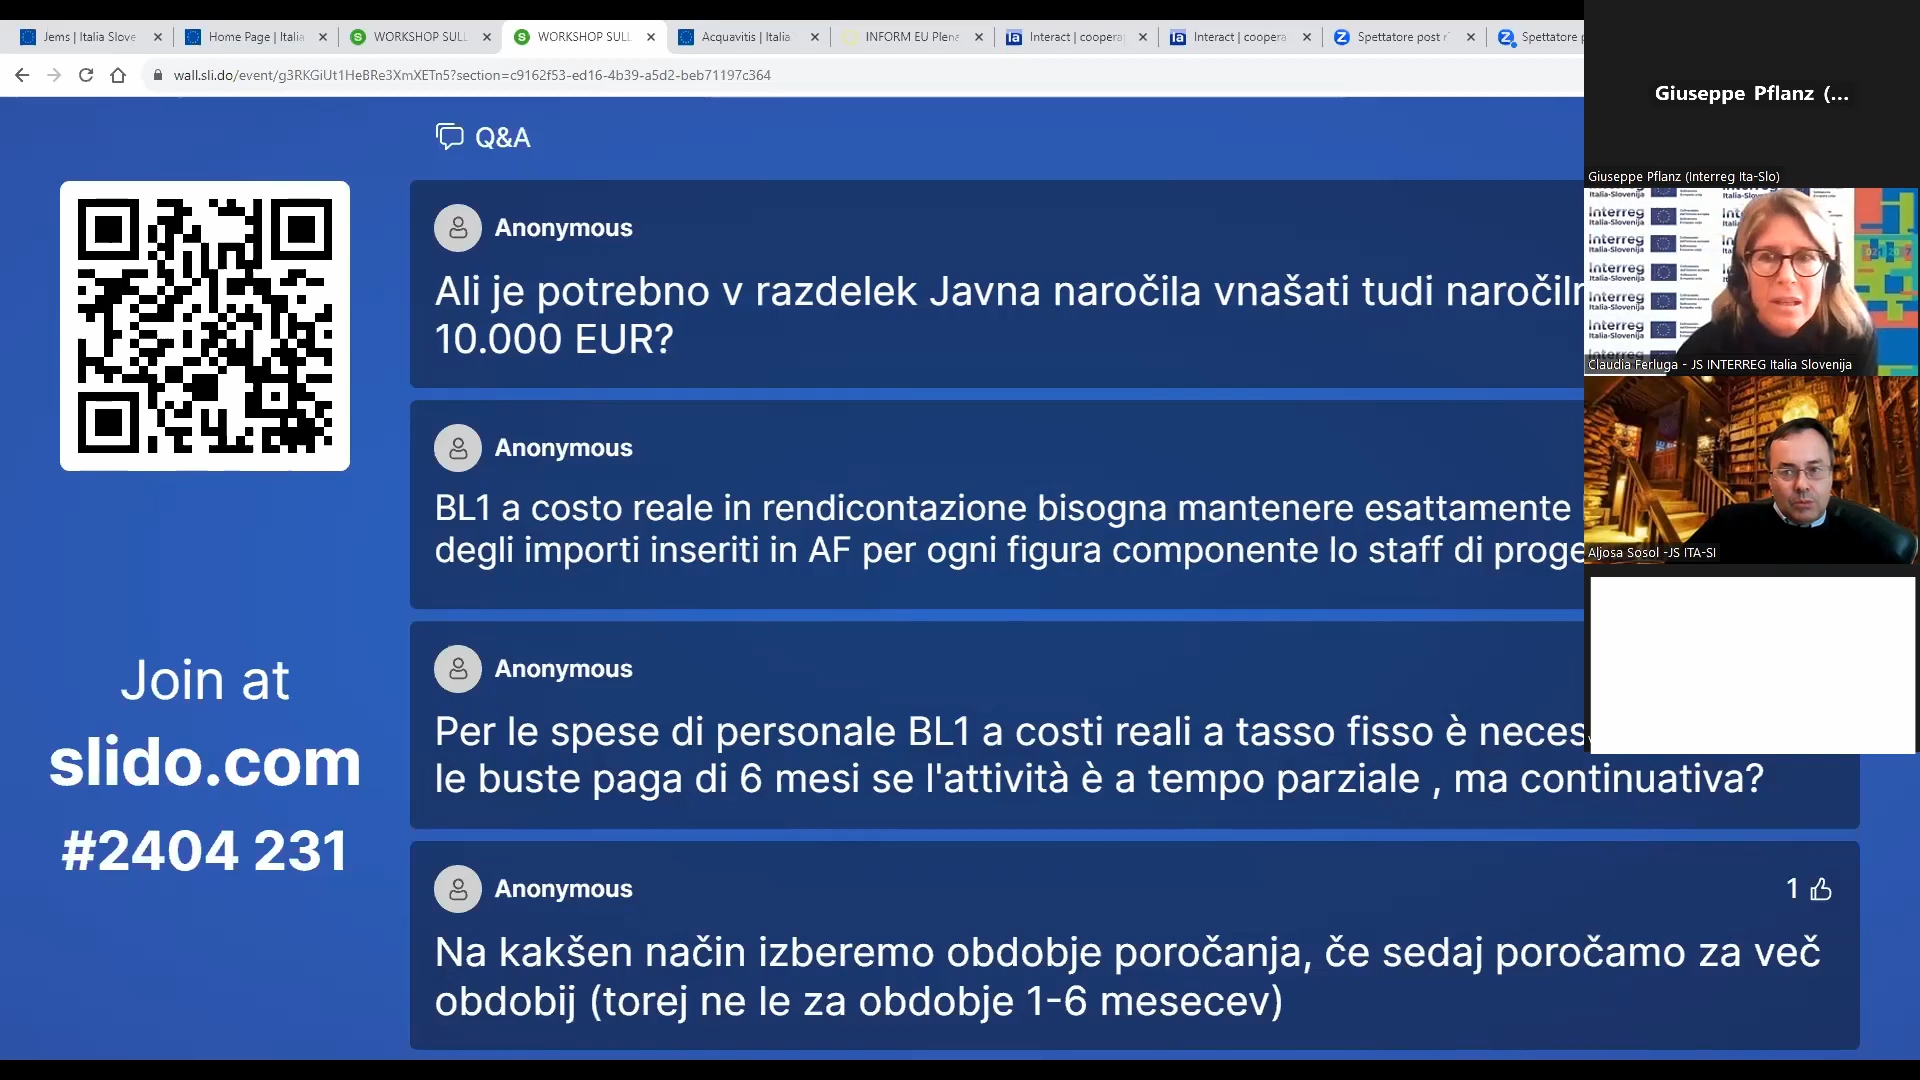 Jems | Italia Slove
Home Page | Italia
WORKSHOP SULL
WORKSHOP SULL
Acquavitis | Italia
INFORM EU Plena
Interact | coopera
Interact | coopera
Spettatore post
Spettatore
wall.sli.do/event/g3RKGiUt1HeBRe3XmXETn5?section=c9162f53-ed16-4b39-a5d2-beb71197c364
Q&A
Anonymous
Ali je potrebno v razdelek Javna naročila vnašati tudi naročiln
10.000 EUR?
Anonymous
BL1 a costo reale in rendicontazione bisogna mantenere esattamente
degli importi inseriti in AF per ogni figura componente lo staff di proge
Anonymous
Per le spese di personale BL1 a costi reali a tasso fisso è neces
le buste paga di 6 mesi se l'attività è a tempo parziale , ma continuativa?
Anonymous
1
Na kakšen način izberemo obdobje poročanja, če sedaj poročamo za več
obdobij (torej ne le za obdobje 1-6 mesecev)
Join at
slido.com
#2404 231
Giuseppe Pflanz (...
Giuseppe Pflanz (Interreg Ita-Slo)
Interreg
Interreg
Interreg
Interreg
Interreg
Claudia Ferluga - JS INTERREG Italia Slovenija
Aljosa Sosol -JS ITA-SI